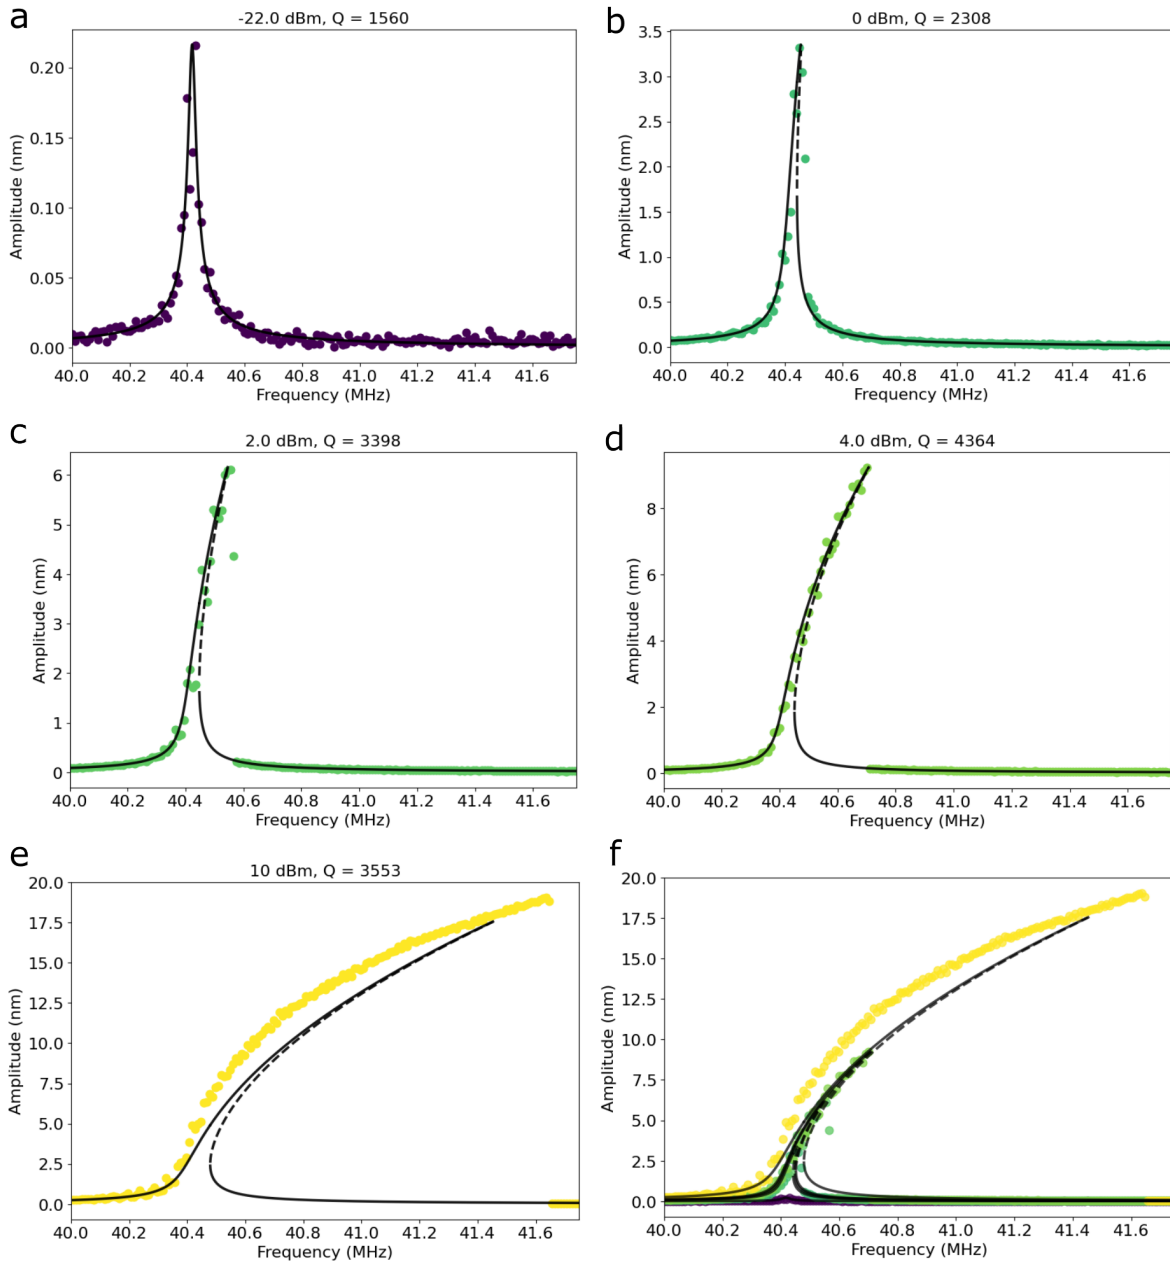 a
-22.0 dBm, Q = 1560
Amplitude (nm)
0.20
0.15
0.10
0.05
0.00
40.0 40.2 40.4 40.6 40.8 41.0 41.2 41.4 41.6
Frequency (MHz)
b
0 dBm, Q = 2308
Amplitude (nm)
3.5
3.0
2.5
2.0
1.5
1.0
0.5
0.0
40.0 40.2 40.4 40.6 40.8 41.0 41.2 41.4 41.6
Frequency (MHz)
c
2.0 dBm, Q = 3398
Amplitude (nm)
6
5
4
3
2
1
0
40.0 40.2 40.4 40.6 40.8 41.0 41.2 41.4 41.6
Frequency (MHz)
d
4.0 dBm, Q = 4364
Amplitude (nm)
8
6
4
2
0
40.0 40.2 40.4 40.6 40.8 41.0 41.2 41.4 41.6
Frequency (MHz)
e
10 dBm, Q = 3553
Amplitude (nm)
20.0
17.5
15.0
12.5
10.0
7.5
5.0
2.5
0.0
40.0 40.2 40.4 40.6 40.8 41.0 41.2 41.4 41.6
Frequency (MHz)
f
Amplitude (nm)
20.0
17.5
15.0
12.5
10.0
7.5
5.0
2.5
0.0
40.0 40.2 40.4 40.6 40.8 41.0 41.2 41.4 41.6
Frequency (MHz)